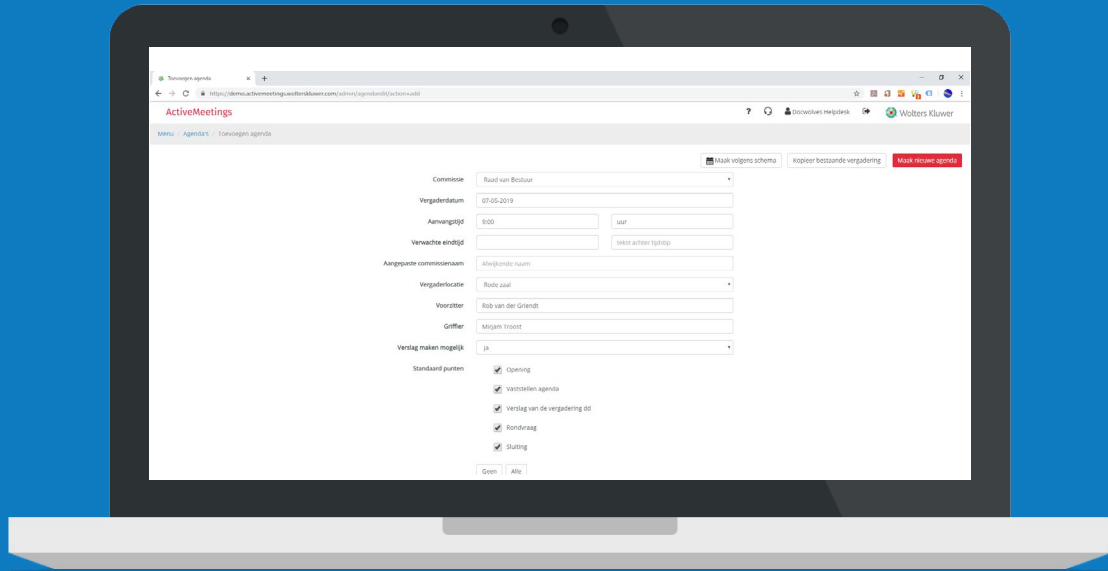 Toevoegen agenda
https://demo.activemeetings.wolterskluwer.com/admin/agendaedit/action=add
ActiveMeetings
? Docwolves Helpdesk Wolters Kluwer
Menu / Agenda's / Toevoegen agenda
Maak volgens schema Kopieer bestaande vergadering Maak nieuwe agenda
Commissie Raad van Bestuur
Vergaderdatum 07-05-2019
Aanvangstijd 9:00 uur
Verwachte eindtijd tekst achter tijdstip
Aangepaste commissienaam Afwijkende naam
Vergaderlocatie Rode zaal
Voorzitter Rob van der Griendt
Griffier Mirjam Troost
Verslag maken mogelijk ja
Standaard punten Opening
Vaststellen agenda
Verslag van de vergadering dd
Rondvraag
Sluiting
Geen Alle